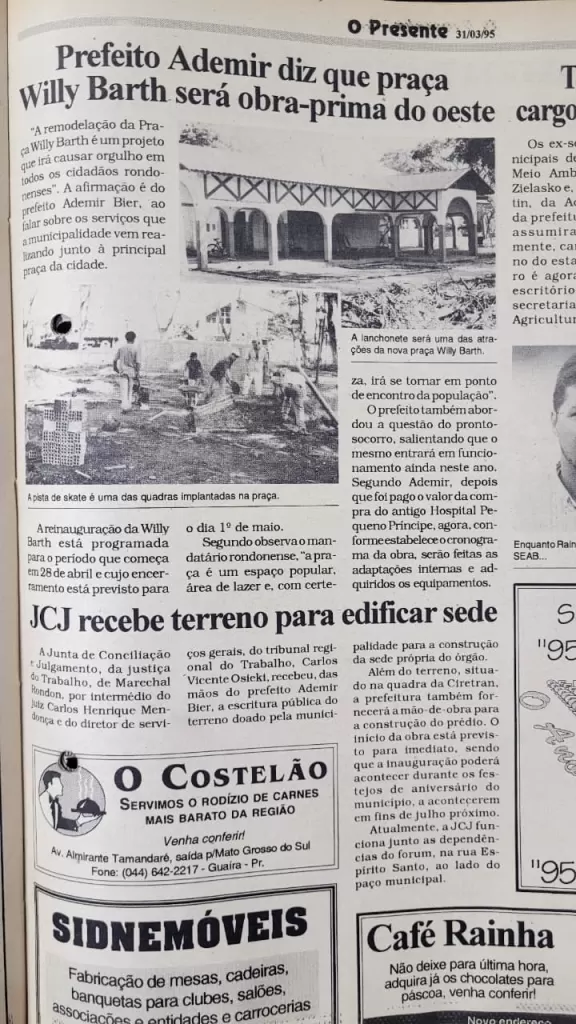 O Presente 31/03/95
Prefeito Ademir diz que praça
Willy Barth será obra-prima do oeste
"A remodelação da Pra-
ça Willy Barth é um projeto
que irá causar orgulho em
todos os cidadãos rondo-
nenses". A afirmação é do
prefeito Ademir Bier, ao
falar sobre os serviços que
a municipalidade vem rea-
lizando junto à principal
praça da cidade.
A lanchonete será uma das atra-
ções da nova praça Willy Barth.
A pista de skate é uma das quadras implantadas na praça.
A reinauguração da Willy
Barth está programada
para o período que começa
em 28 de abril e cujo encer-
ramento está previsto para
o dia 1º de maio.
Segundo observa o man-
datário rondonense, "a pra-
ça é um espaço popular,
área de lazer e, com certe-
za, irá se tornar em ponto
de encontro da população".
O prefeito também abor-
dou a questão do pronto-
socorro, salientando que o
mesmo entrará em funcio-
namento ainda neste ano.
Segundo Ademir, depois
que foi pago o valor da com-
pra do antigo Hospital Pe-
queno Príncipe, agora, con-
forme estabelece o cronogra-
ma da obra, serão feitas as
adaptações internas e ad-
quiridos os equipamentos.
JCJ recebe terreno para edificar sede
A Junta de Conciliação
e Julgamento, da justiça
do Trabalho, de Marechal
Rondon, por intermédio do
juiz Carlos Henrique Men-
donça e do diretor de servi-
ços gerais, do tribunal regi-
onal do Trabalho, Carlos
Vicente Osieki, recebeu, das
mãos do prefeito Ademir
Bier, a escritura pública do
terreno doado pela munici-
palidade para a construção
da sede própria do órgão.
Além do terreno, situa-
do na quadra da Ciretran,
a prefeitura também for-
necerá a mão-de-obra para
a construção do prédio. O
início da obra está previs-
to para imediato, sendo
que a inauguração poderá
acontecer durante os fes-
tejos de aniversário do
município, a acontecerem
em fins de julho próximo.
Atualmente, a JCJ fun-
ciona junto as dependên-
cias do forum, na rua Es-
pírito Santo, ao lado do
paço municipal.
O COSTELÃO
SERVIMOS O RODÍZIO DE CARNES
MAIS BARATO DA REGIÃO
Venha conferir!
Av. Almirante Tamandaré, saída p/Mato Grosso do Sul
Fone: (044) 642-2217 - Guaíra - Pr.
SIDNEMÓVEIS
Fabricação de mesas, cadeiras,
banquetas para clubes, salões,
associações e entidades e carrocerias
Café Rainha
Não deixe para última hora,
adquira já os chocolates para
páscoa, venha conferir!
Novo endereço
T
cargo
Os ex-se
nicipais de
Meio Amb
Zielasko e,
tin, da Ad
da prefeitu
assumira
mente, car
no do esta
ro é agora
escritório
secretaria
Agricultur
Enquanto Rain
SEAB...
S
"95
O Ano
"95